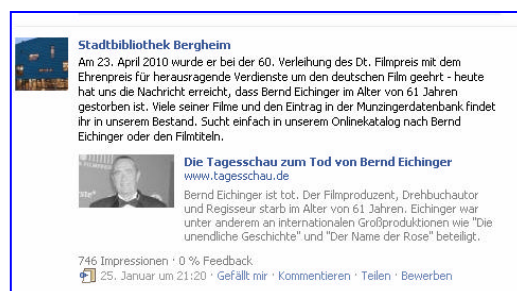 Stadtbibliothek Bergheim
Am 23. April 2010 wurde er bei der 60. Verleihung des Dt. Filmpreis mit dem
Ehrenpreis für herausragende Verdienste um den deutschen Film geehrt - heute
hat uns die Nachricht erreicht, dass Bernd Eichinger im Alter von 61 Jahren
gestorben ist. Viele seiner Filme und den Eintrag in der Munzingerdatenbank findet
ihr in unserem Bestand. Sucht einfach in unserem Onlinekatalog nach Bernd
Eichinger oder den Filmtiteln.
Die Tagesschau zum Tod von Bernd Eichinger
www.tagesschau.de
Bernd Eichinger ist tot. Der Filmproduzent, Drehbuchautor
und Regisseur starb im Alter von 61 Jahren. Eichinger war
unter anderem an internationalen Großproduktionen wie "Die
unendliche Geschichte" und "Der Name der Rose" beteiligt.
746 Impressionen · 0 % Feedback
25. Januar um 21:20 · Gefällt mir · Kommentieren · Teilen · Bewerben